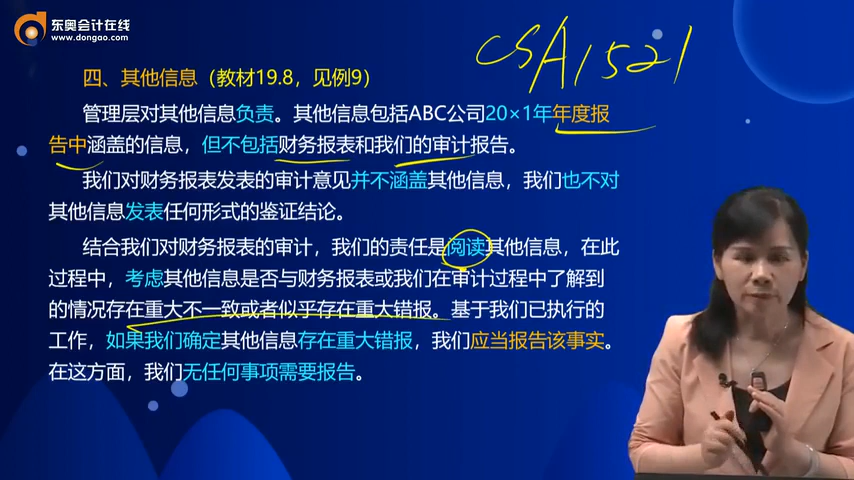 东奥会计在线
www.dongao.com
CSA1521
四、其他信息（教材19.8，见例9）
管理层对其他信息负责。其他信息包括ABC公司20×1年年度报
告中涵盖的信息，但不包括财务报表和我们的审计报告。
我们对财务报表发表的审计意见并不涵盖其他信息，我们也不对
其他信息发表任何形式的鉴证结论。
结合我们对财务报表的审计，我们的责任是阅读其他信息，在此
过程中，考虑其他信息是否与财务报表或我们在审计过程中了解到
的情况存在重大不一致或者似乎存在重大错报。基于我们已执行的
工作，如果我们确定其他信息存在重大错报，我们应当报告该事实。
在这方面，我们无任何事项需要报告。